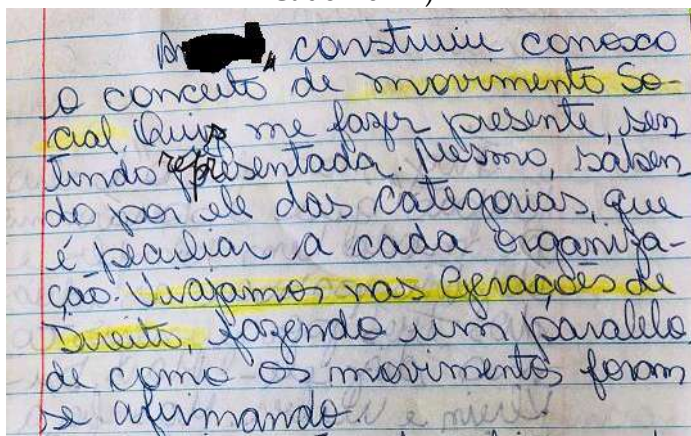 construiu conosco
o conceito de movimento So-
cial. Quis me fazer presente, sen
tindo representada. Mesmo, saben
do por ele das categorias, que
é peculiar a cada organiza-
ção. Viajamos nas Gerações de
Direito, fazendo um paralelo
de como os movimentos foram
se afirmando.